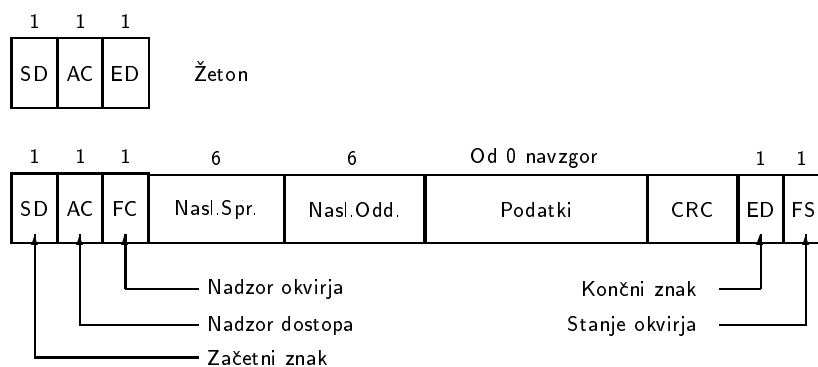 1 1 1
SD AC ED Žeton
1 1 1 6 6 Od 0 navzgor 1 1
SD AC FC Nasl.Spr. Nasl.Odd. Podatki CRC ED FS
Nadzor okvirja Končni znak
Nadzor dostopa Stanje okvirja
Začetni znak